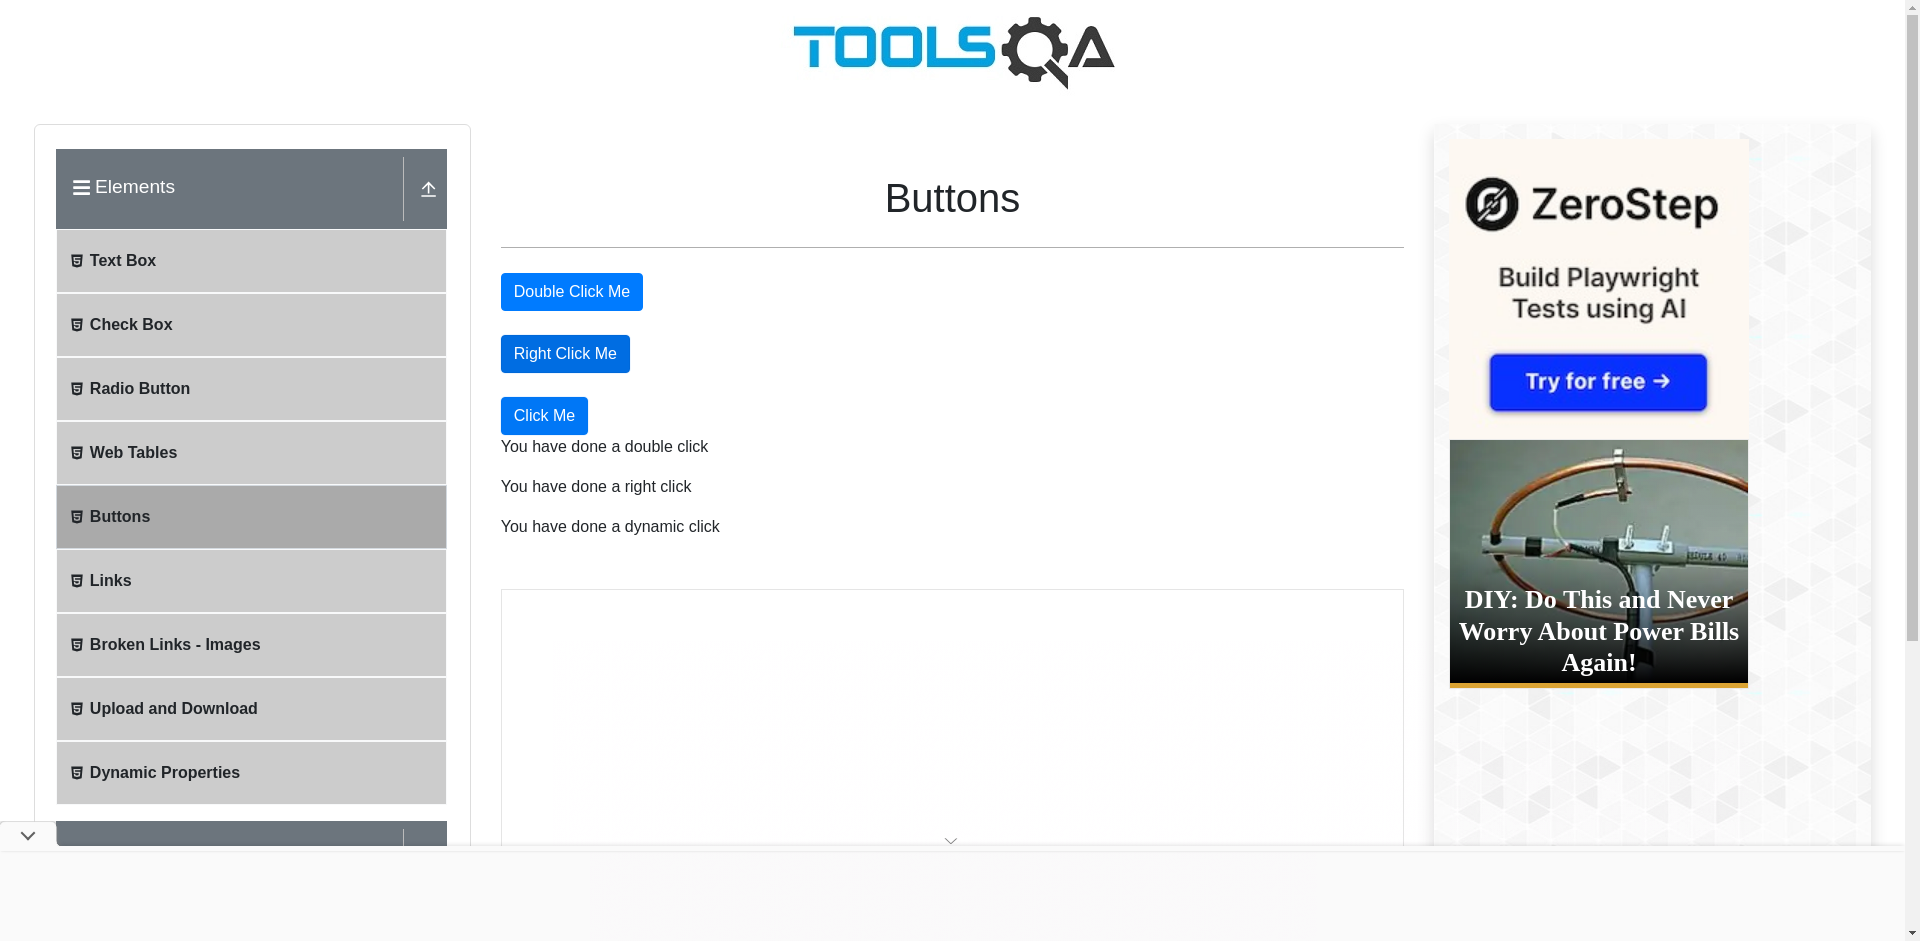 TOOLSQA
Elements
Text Box
Check Box
Radio Button
Web Tables
Buttons
Links
Broken Links - Images
Upload and Download
Dynamic Properties
Buttons
Double Click Me
Right Click Me
Click Me
You have done a double click
You have done a right click
You have done a dynamic click
ZeroStep
Build Playwright
Tests using AI
Try for free →
DIY: Do This and Never
Worry About Power Bills
Again!